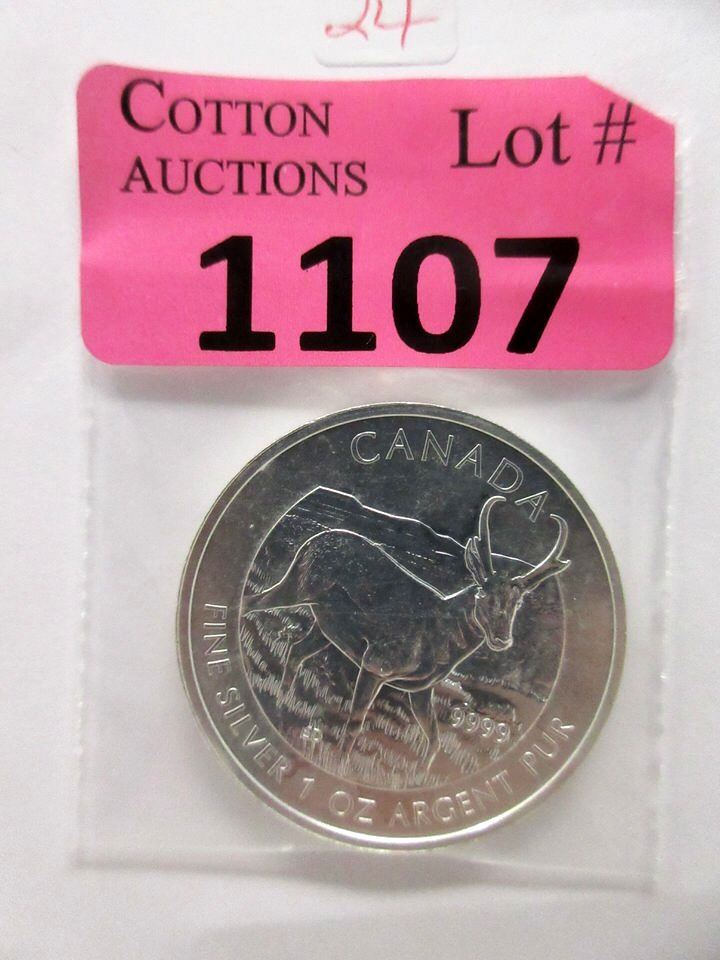 24
COTTON AUCTIONS
Lot #
1107
CANADA
9999
FINE SILVER 1 OZ ARGENT PUR